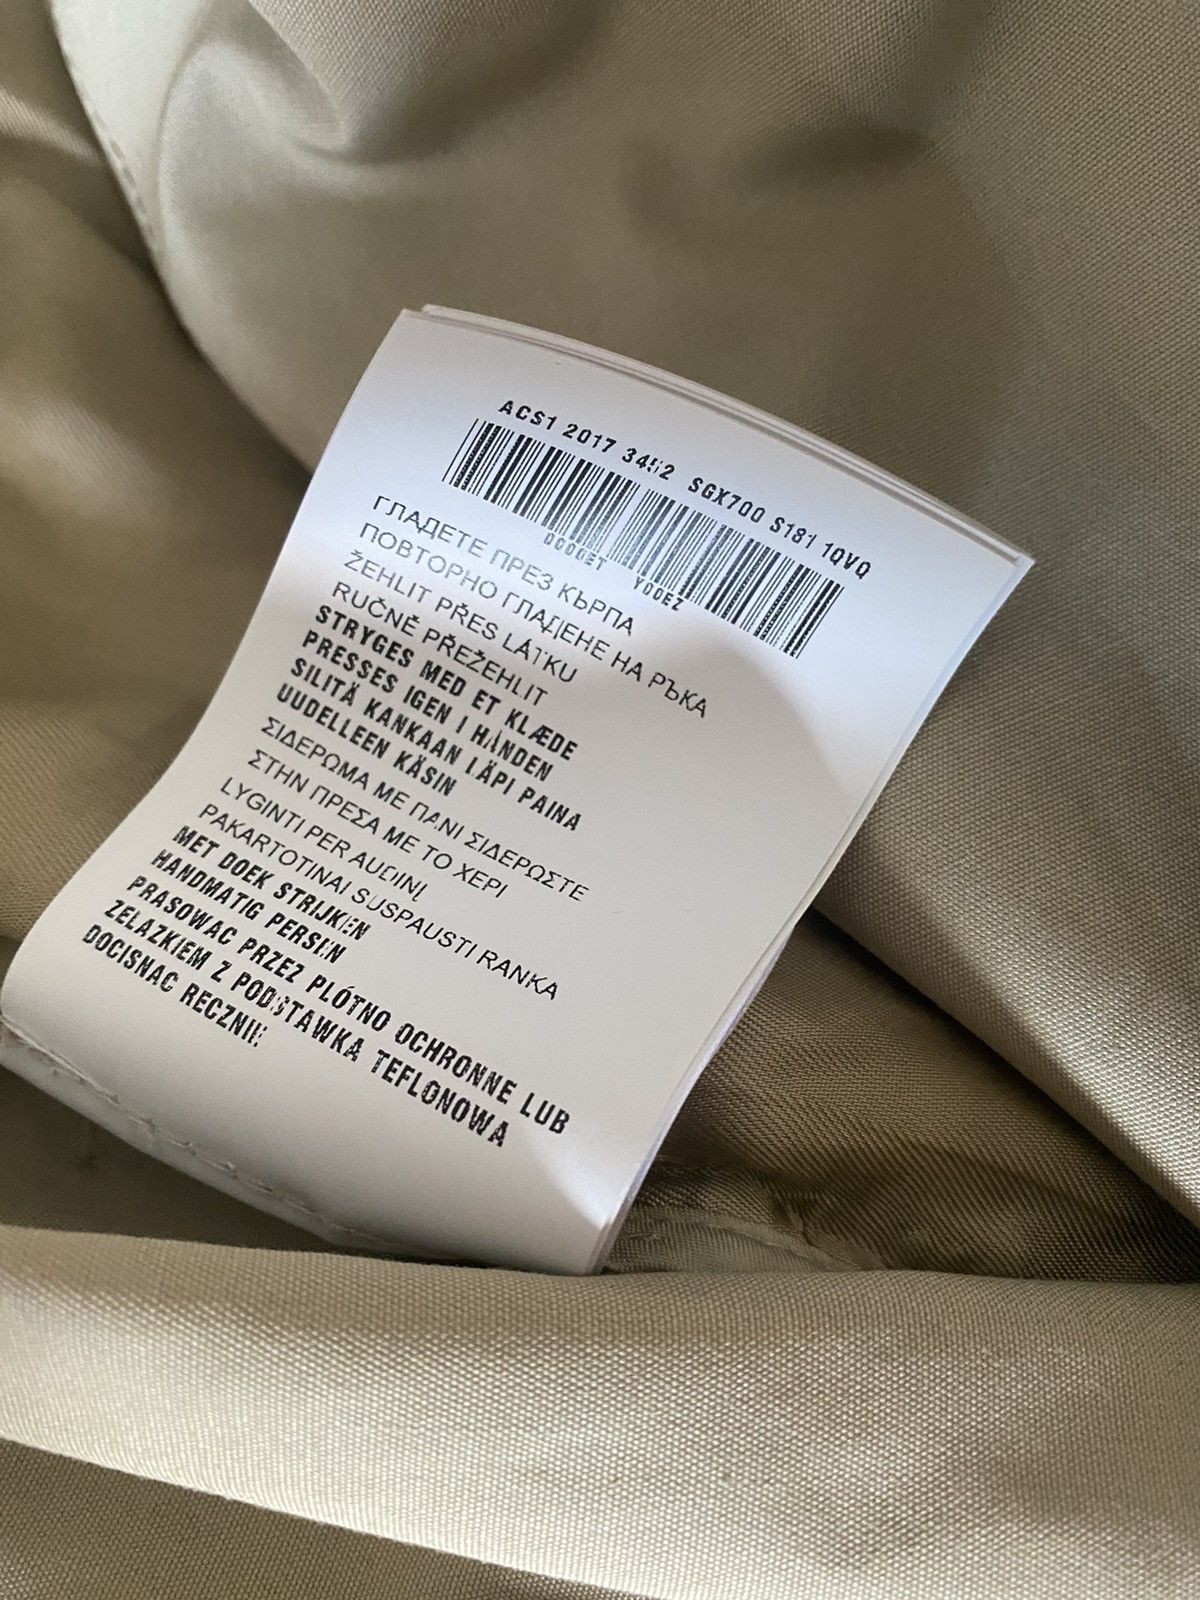 ACS1 2017 3452 SGX700 S181 1QVQ
YOOEZ
ГЛАДЕТЕ ПРЕЗ КЪРПА
ПОВТОРНО ГЛАДЕНЕ НА РЪКА
ŽEHLIT PŘES LÁTKU
RUČNĚ PŘEŽEHLIT
STRYGES MED ET KLÆDE
PRESSES IGEN I HÅNDEN
SILITÄ KANKAAN LÄPI PAINA
UUDELLEEN KÄSIN
ΣΙΔΕΡΩΜΑ ΜΕ ΠΑΝΙ ΣΙΔΕΡΩΣΤΕ
ΣΤΗΝ ΠΡΕΣΑ ΜΕ ΤΟ ΧΕΡΙ
LYGINTI PER AUDINĮ
PAKARTOTINAI SUSPAUSTI RANKA
MET DOEK STRIJKEN
HANDMATIG PERSEN
PRASOWAC PRZEZ PLÓTNO OCHRONNE LUB
ZELAZKIEM Z PODSTAWKA TEFLONOWA
DOCISNAC RECZNIE